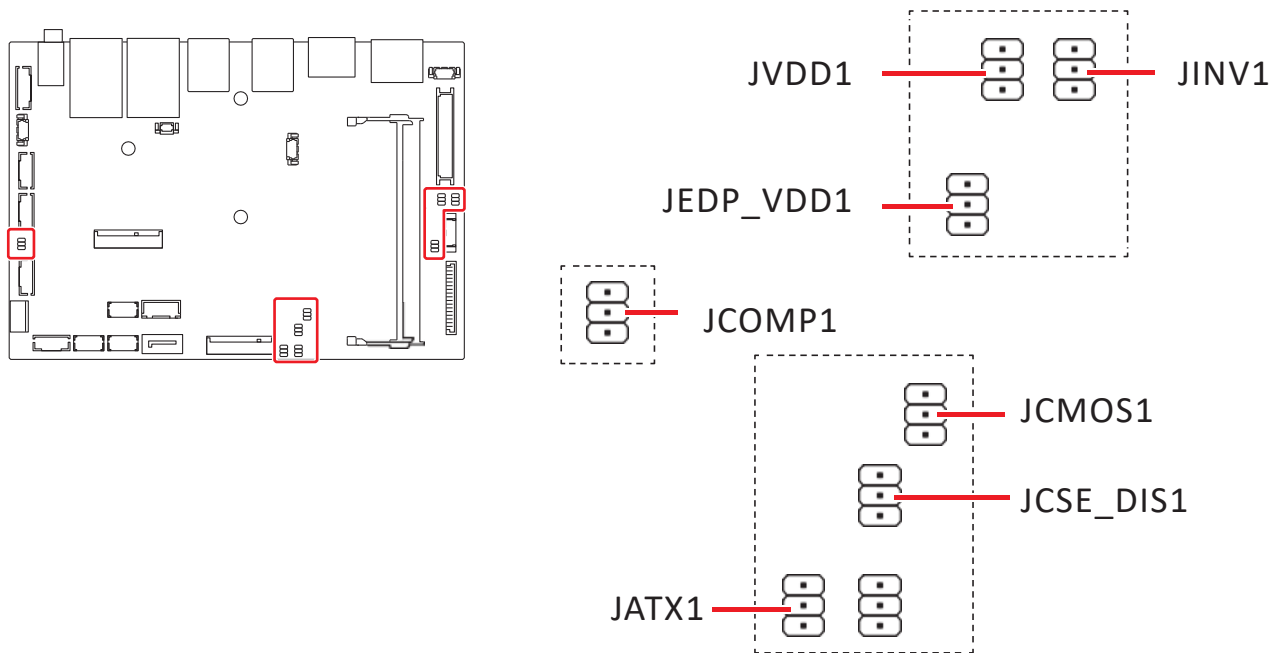 JVDD1
JINV1
JEDP_VDD1
JCOMP1
JCMOS1
JCSE_DIS1
JATX1